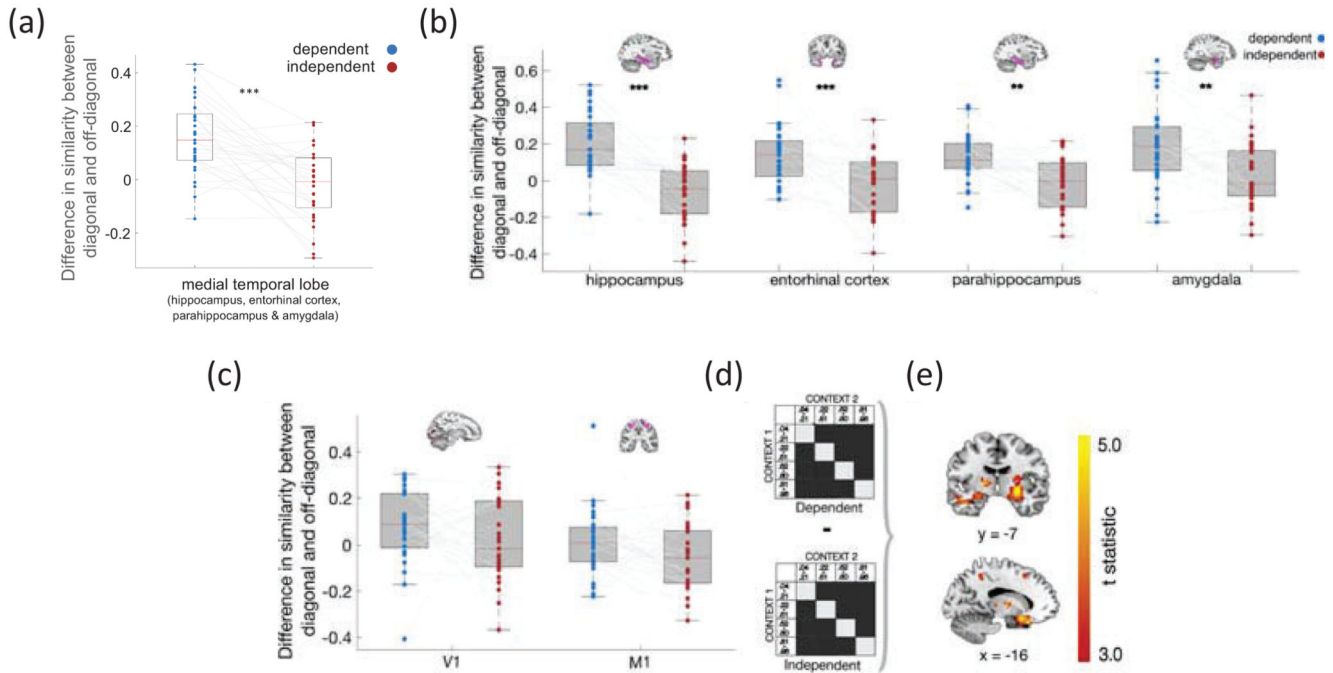 (a)
dependent
independent
***
Difference in similarity between
diagonal and off-diagonal
0.4
0.2
0
-0.2
medial temporal lobe
(hippocampus, entorhinal cortex,
parahippocampus & amygdala)
(b)
dependent
independent
***
***
**
**
Difference in similarity between
diagonal and off-diagonal
0.6
0.4
0.2
0
-0.2
-0.4
hippocampus
entorhinal cortex
parahippocampus
amygdala
(c)
Difference in similarity between
diagonal and off-diagonal
0.4
0.2
0
-0.2
-0.4
V1
M1
(d)
CONTEXT 2
CONTEXT 1
Dependent
-
CONTEXT 2
CONTEXT 1
Independent
(e)
y = -7
x = -16
5.0
t statistic
3.0